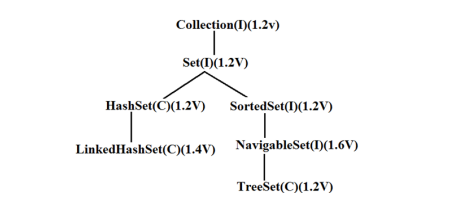 Collection(I)(1.2v)
Set(I)(1.2V)
HashSet(C)(1.2V)
SortedSet(I)(1.2V)
LinkedHashSet(C)(1.4V)
NavigableSet(I)(1.6V)
TreeSet(C)(1.2V)